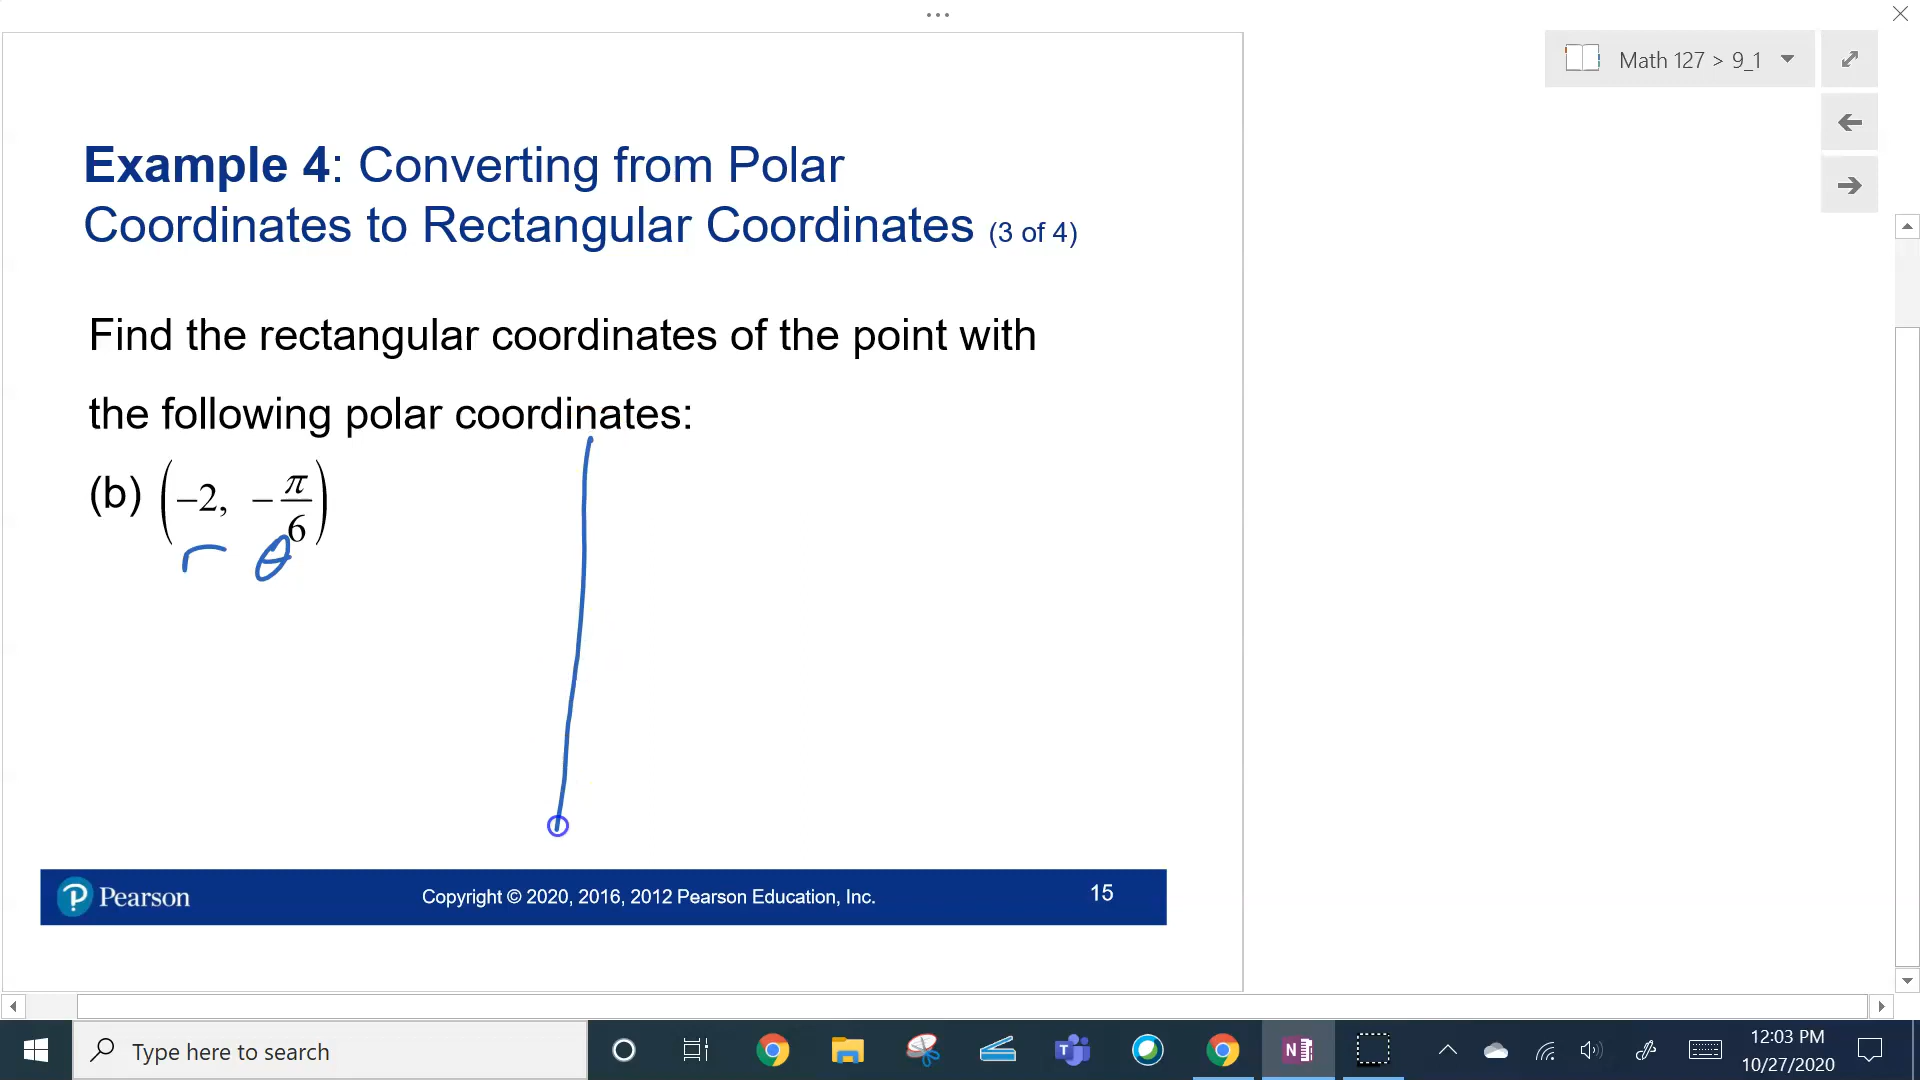 Math 127 > 9_1
Example 4: Converting from Polar
Coordinates to Rectangular Coordinates (3 of 4)
Find the rectangular coordinates of the point with
the following polar coordinates:
(b) (−2, −π/6)
r θ
Pearson
Copyright © 2020, 2016, 2012 Pearson Education, Inc.
15
Type here to search
12:03 PM
10/27/2020